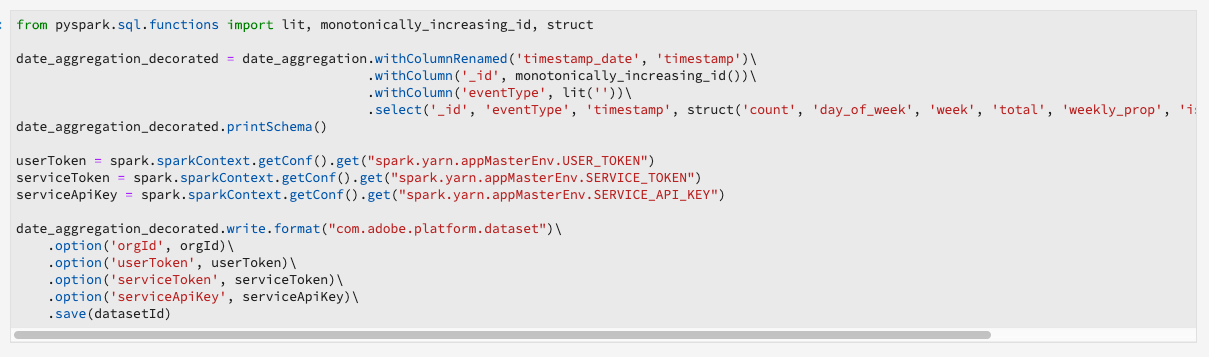 from pyspark.sql.functions import lit, monotonically_increasing_id, struct
date_aggregation_decorated = date_aggregation.withColumnRenamed('timestamp_date', 'timestamp')\
.withColumn('_id', monotonically_increasing_id())\
.withColumn('eventType', lit(''))\
.select('_id', 'eventType', 'timestamp', struct('count', 'day_of_week', 'week', 'total', 'weekly_prop',
date_aggregation_decorated.printSchema()
userToken = spark.sparkContext.getConf().get("spark.yarn.appMasterEnv.USER_TOKEN")
serviceToken = spark.sparkContext.getConf().get("spark.yarn.appMasterEnv.SERVICE_TOKEN")
serviceApiKey = spark.sparkContext.getConf().get("spark.yarn.appMasterEnv.SERVICE_API_KEY")
date_aggregation_decorated.write.format("com.adobe.platform.dataset")\
.option('orgId', orgId)\
.option('userToken', userToken)\
.option('serviceToken', serviceToken)\
.option('serviceApiKey', serviceApiKey)\
.save(datasetId)